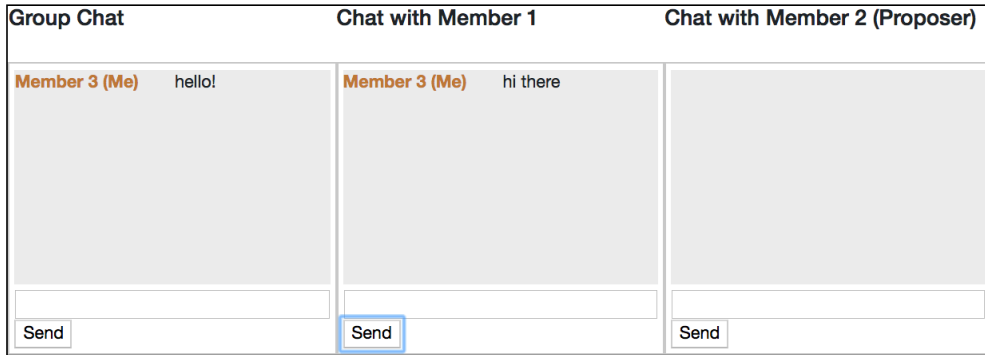 Group Chat
Chat with Member 1
Chat with Member 2 (Proposer)
Member 3 (Me) hello!
Member 3 (Me) hi there
Send
Send
Send